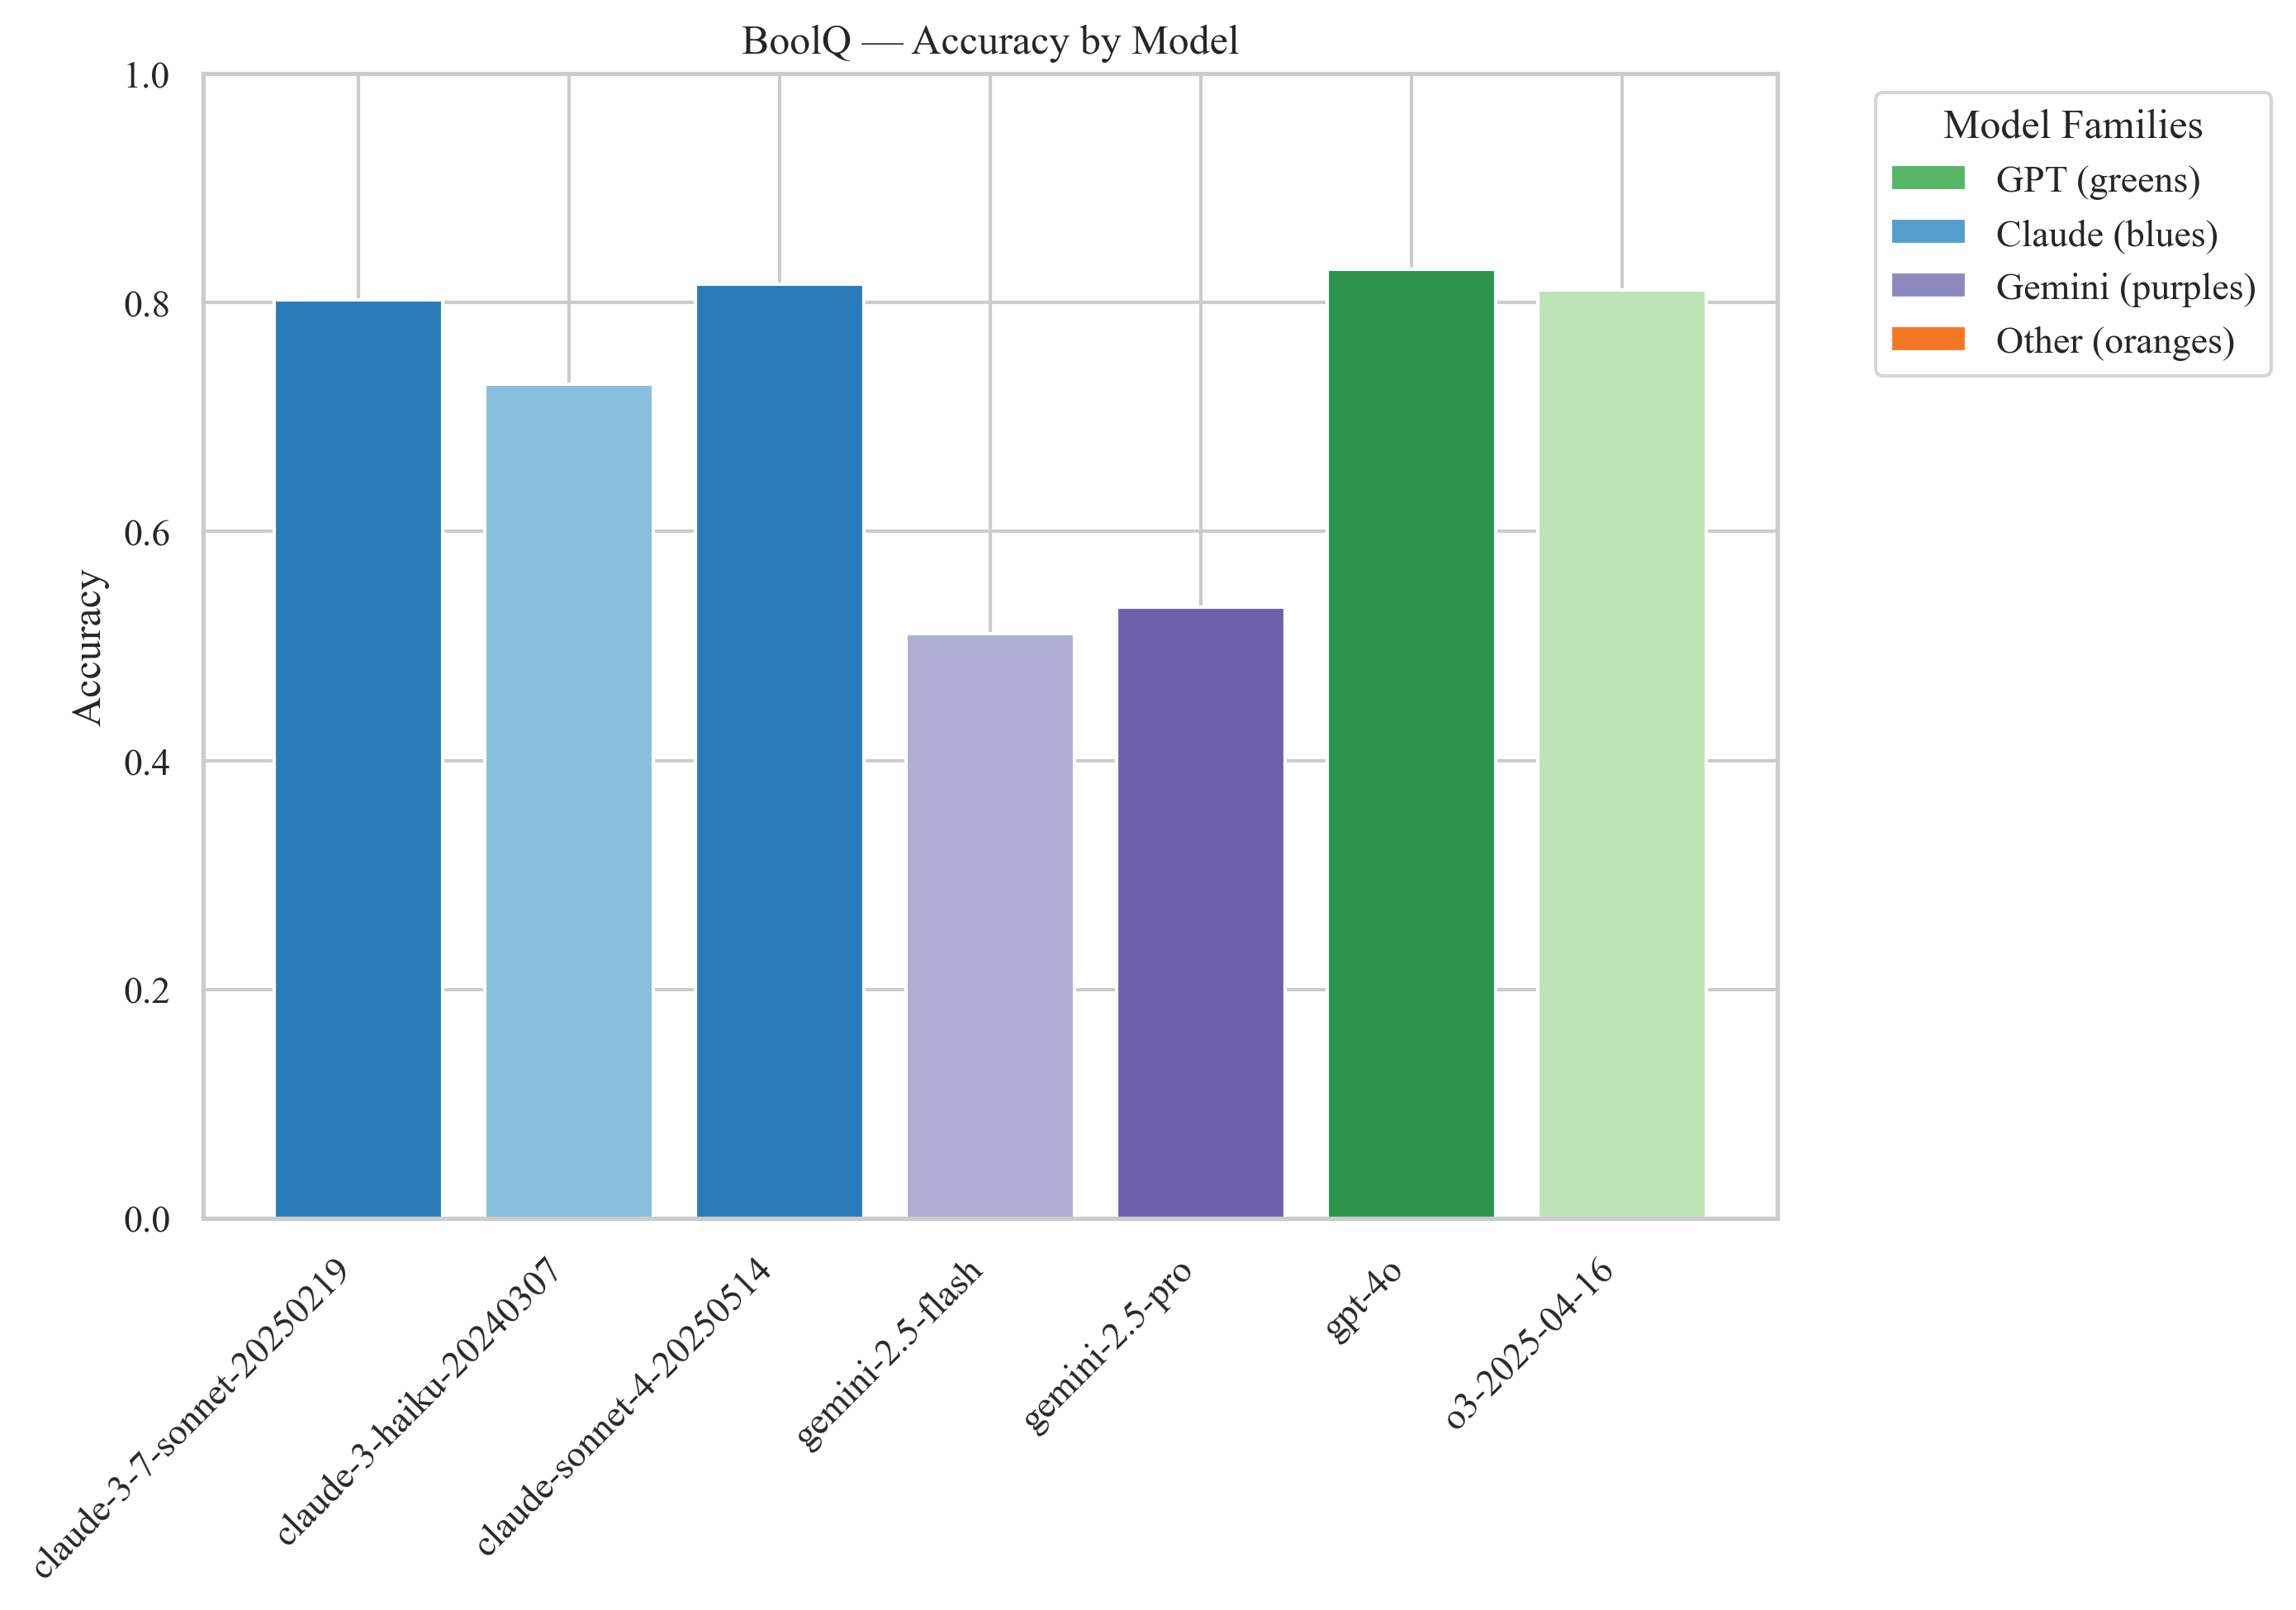 BoolQ — Accuracy by Model
1.0
0.8
0.6
0.4
0.2
0.0
Accuracy
claude-3-7-sonnet-20250219
claude-3-haiku-20240307
claude-sonnet-4-20250514
gemini-2.5-flash
gemini-2.5-pro
gpt-4o
o3-2025-04-16
Model Families
GPT (greens)
Claude (blues)
Gemini (purples)
Other (oranges)